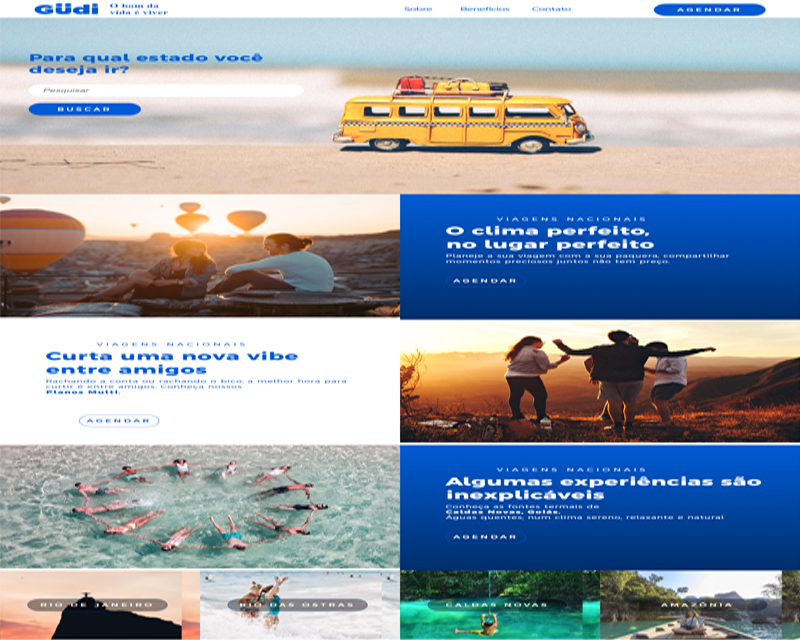 GÜdi
O bom da
vida é viver
Sobre
Benefícios
Contato
AGENDAR
Para qual estado você
deseja ir?
Pesquisar
BUSCAR
VIAGENS NACIONAIS
O clima perfeito,
no lugar perfeito
Planeje a sua viagem com a sua paquera, compartilhar
momentos preciosos juntos não tem preço.
AGENDAR
VIAGENS NACIONAIS
Curta uma nova vibe
entre amigos
Rachando a conta ou rachando o bico, a melhor hora para
curtir é entre amigos. Conheça nossos
Planos Multi.
AGENDAR
VIAGENS NACIONAIS
Algumas experiências são
inexplicáveis
Conheça as fontes termais de
Caldas Novas, Goiás.
Águas quentes, num clima sereno, relaxante e natural
AGENDAR
RIO DE JANEIRO
RIO DAS OSTRAS
CALDAS NOVAS
AMAZÔNIA